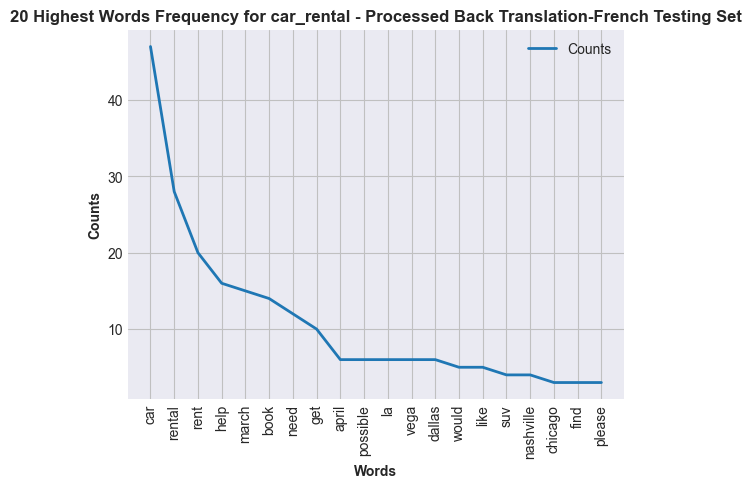 20 Highest Words Frequency for car_rental - Processed Back Translation-French Testing Set
Counts
40
30
20
10
Counts
car
rental
rent
help
march
book
need
get
april
possible
la
vega
dallas
would
like
suv
nashville
chicago
find
please
Words